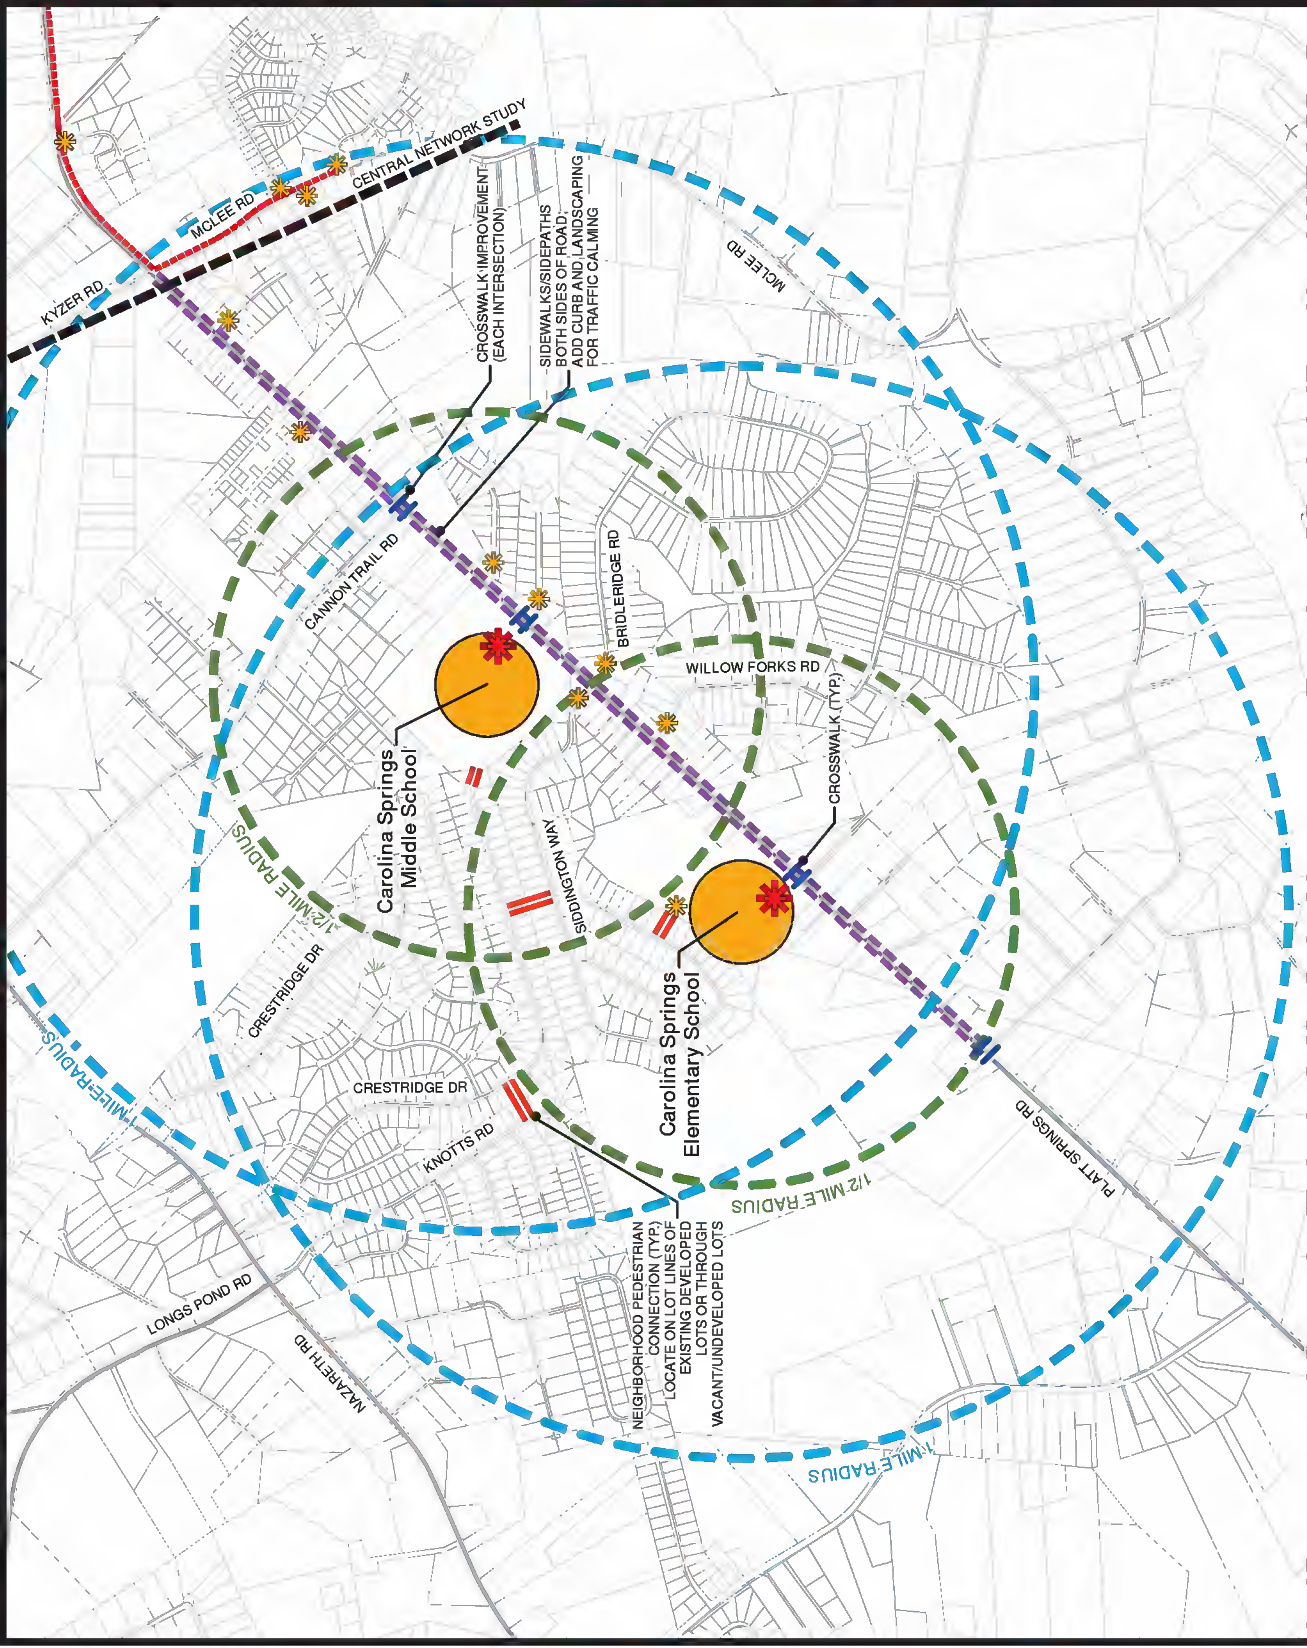 KYZER RD
MCLEE RD
CENTRAL NETWORK STUDY
CROSSWALK IMPROVEMENT
(EACH INTERSECTION)
SIDEWALKS/SIDEPATHS
BOTH SIDES OF ROAD,
ADD CURB AND LANDSCAPING
FOR TRAFFIC CALMING
MCLEE RD
CANNON TRAIL RD
BRIDLERIDGE RD
WILLOW FORKS RD
CROSSWALK (TYP.)
Carolina Springs
Middle School
1/2 MILE RADIUS
SIDDINGTON WAY
CRESTRIDGE DR
CRESTRIDGE DR
KNOTTS RD
Carolina Springs
Elementary School
1 MILE RADIUS
1/2 MILE RADIUS
PLATT SPRINGS RD
NEIGHBORHOOD PEDESTRIAN
CONNECTION (TYP.)
LOCATE ON LOT LINES OF
EXISTING DEVELOPED
LOTS OR THROUGH
VACANT/UNDEVELOPED LOTS
LONGS POND RD
NAZARETH RD
1 MILE RADIUS